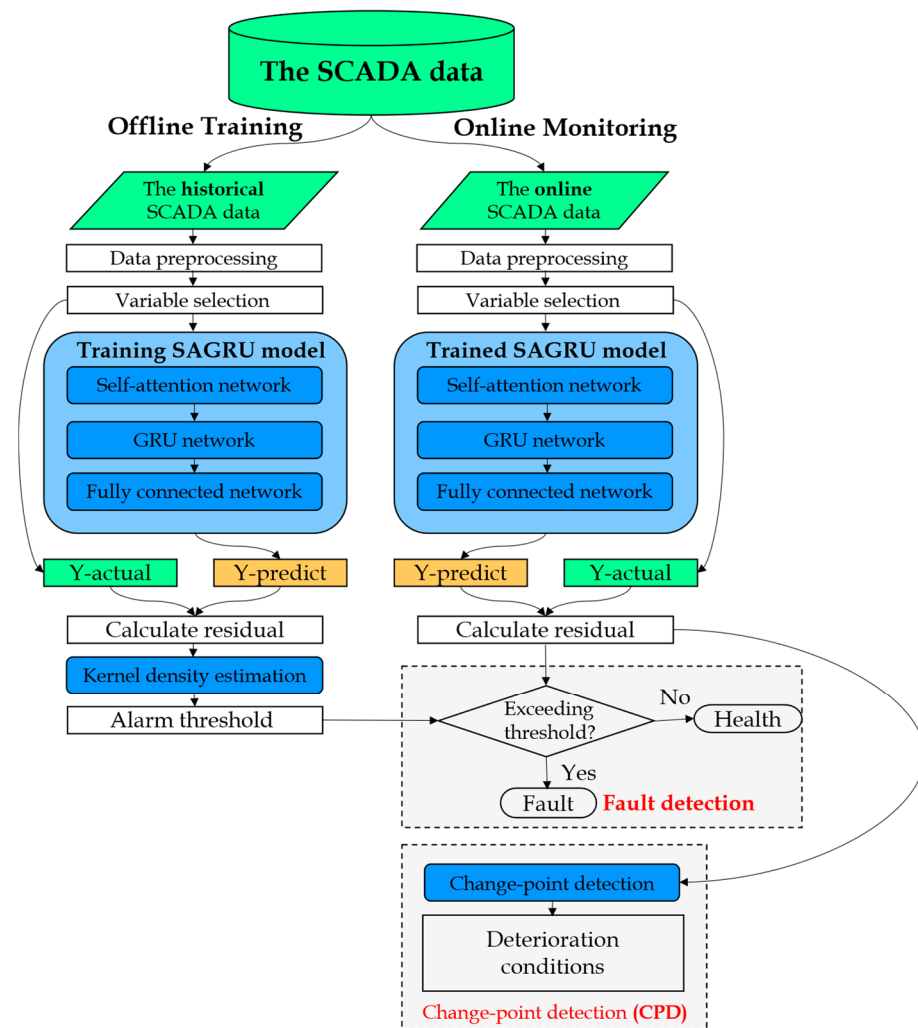 The SCADA data
Offline Training
Online Monitoring
The historical
SCADA data
Data preprocessing
Variable selection
Training SAGRU model
Self-attention network
GRU network
Fully connected network
Y-actual
Y-predict
Calculate residual
Kernel density estimation
Alarm threshold
The online
SCADA data
Data preprocessing
Variable selection
Trained SAGRU model
Self-attention network
GRU network
Fully connected network
Y-predict
Y-actual
Calculate residual
Exceeding
threshold?
No
Health
Yes
Fault
Fault detection
Change-point detection
Deterioration
conditions
Change-point detection (CPD)